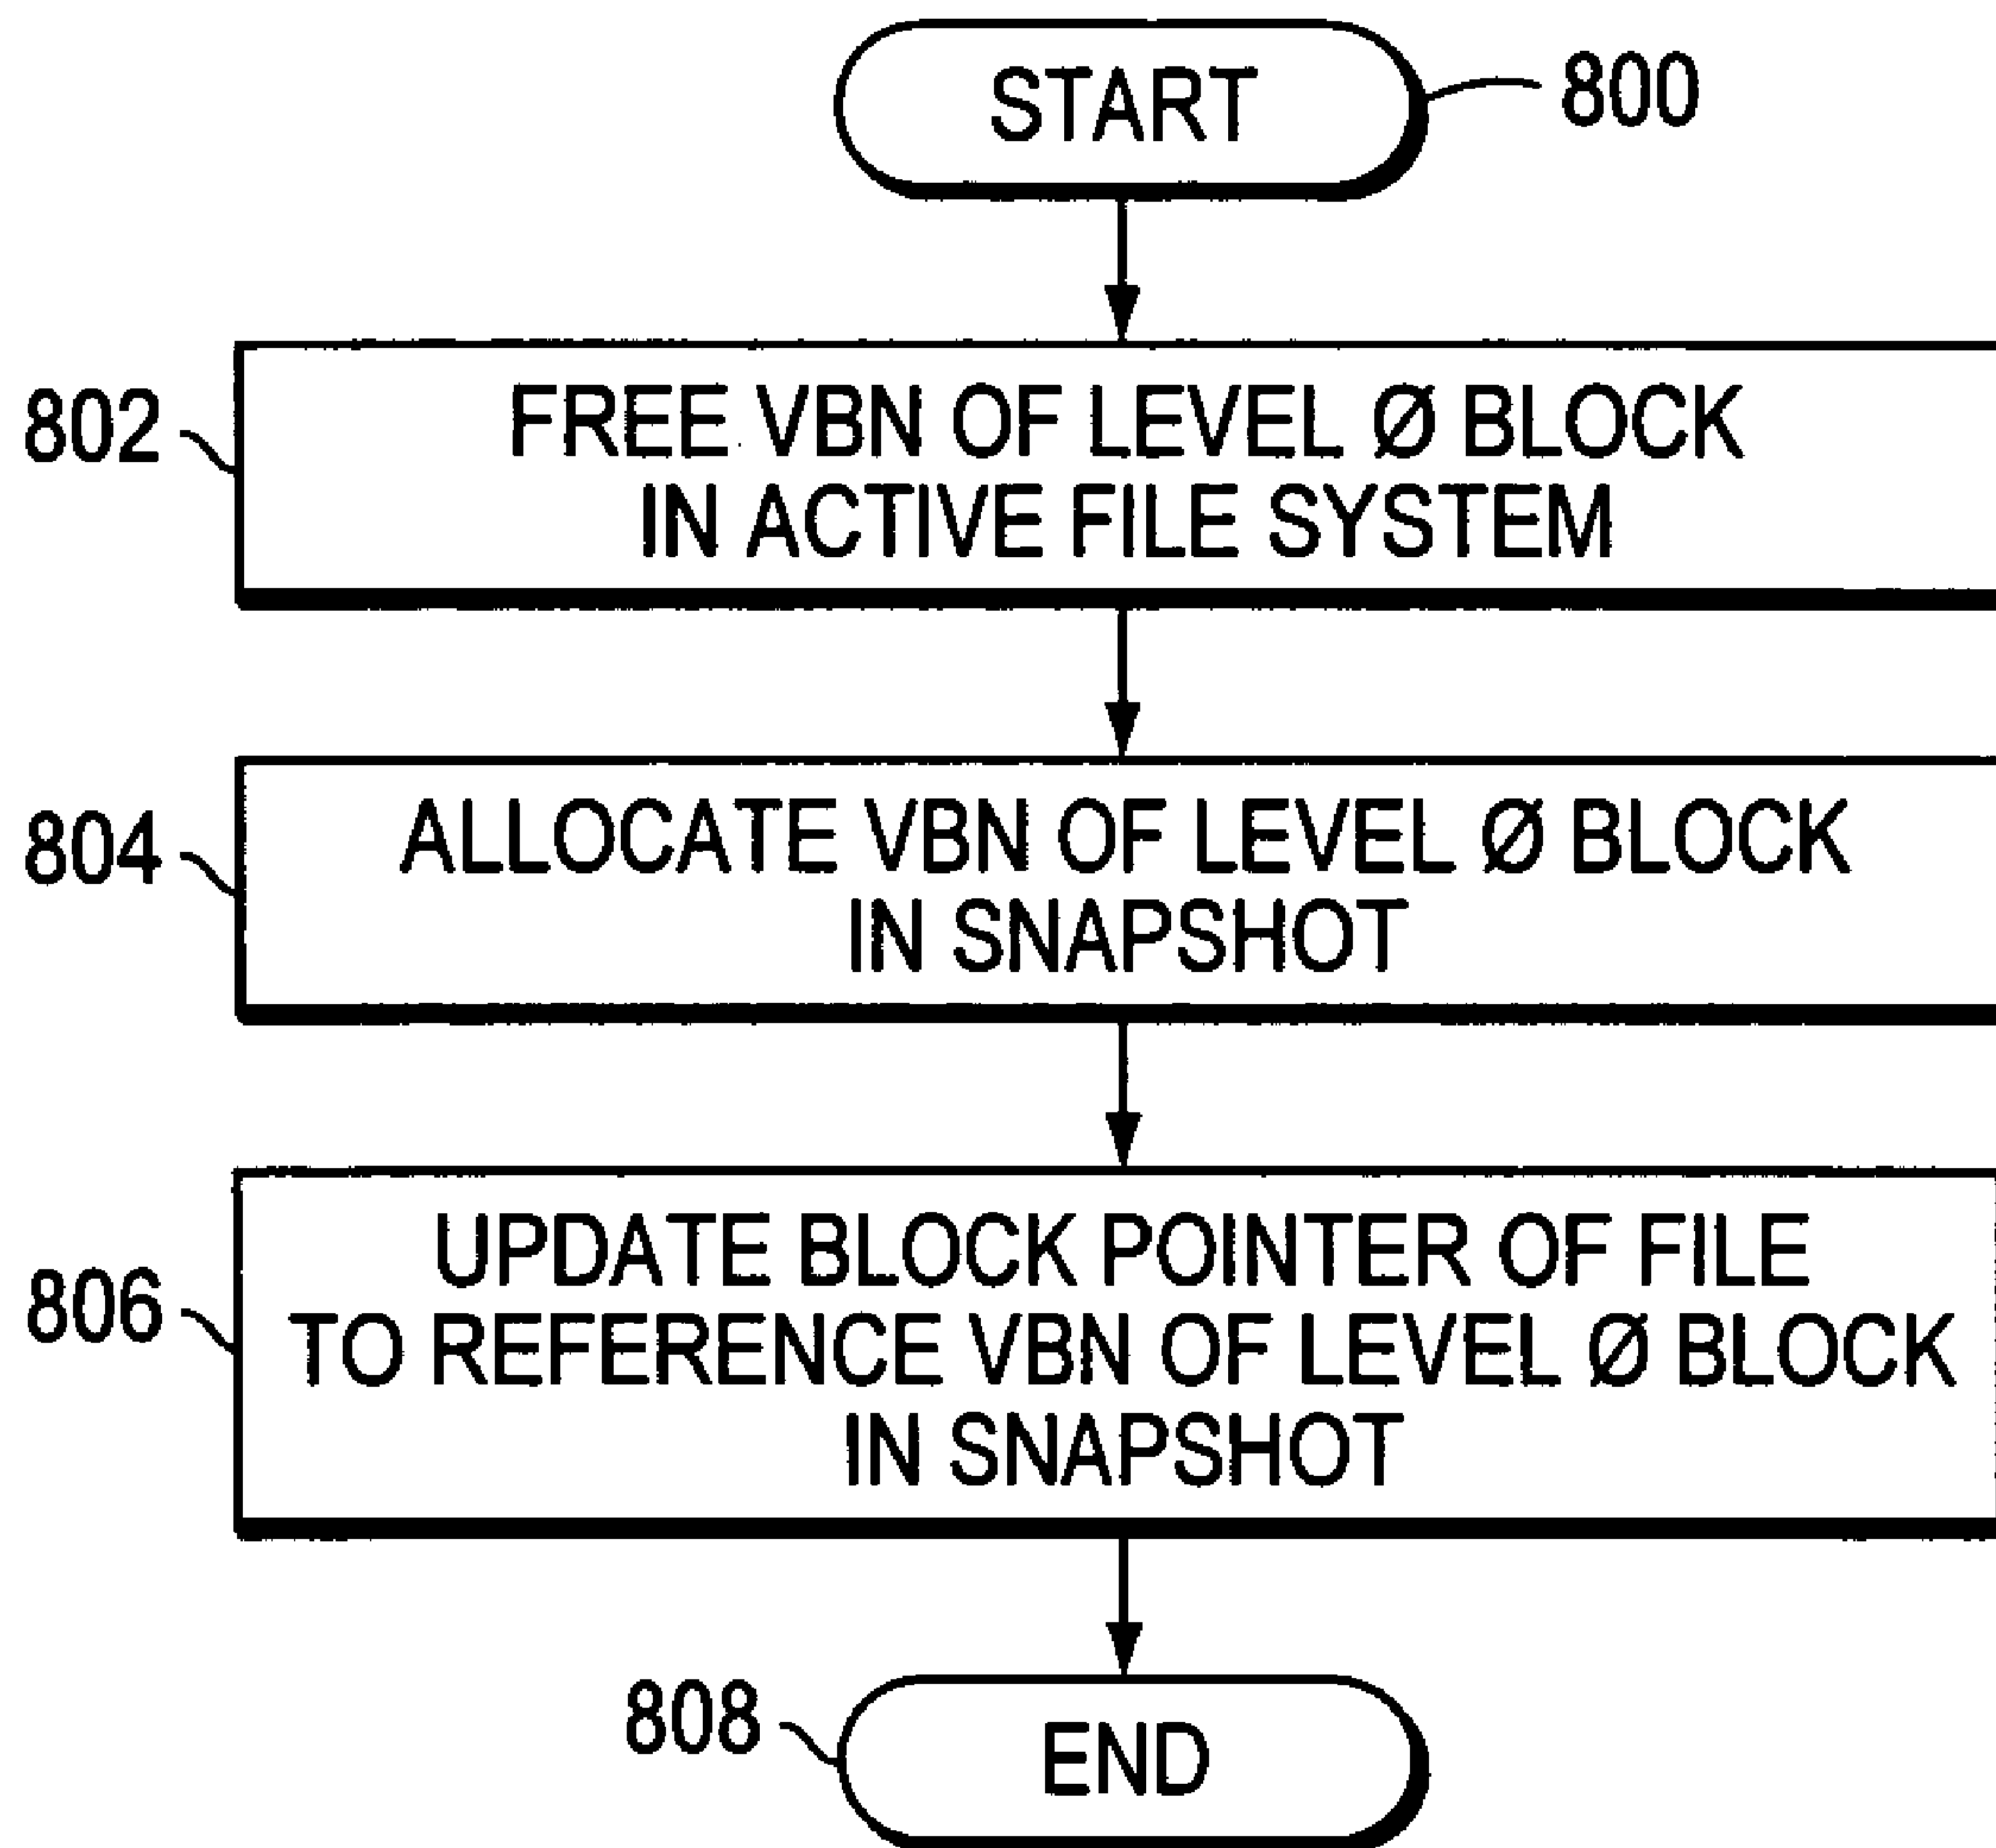 START
800
802
FREE VBN OF LEVEL Ø BLOCK
IN ACTIVE FILE SYSTEM
804
ALLOCATE VBN OF LEVEL Ø BLOCK
IN SNAPSHOT
806
UPDATE BLOCK POINTER OF FILE
TO REFERENCE VBN OF LEVEL Ø BLOCK
IN SNAPSHOT
808
END